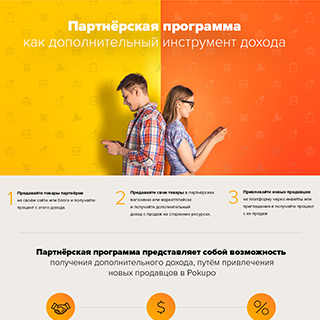 Партнёрская программа
как дополнительный инструмент дохода
1
Продавайте товары партнёров
на своём сайте или блоге и получайте
процент с этого дохода.
2
Продавайте свои товары в партнёрских
магазинах или маркетплейсах
и получайте дополнительный
доход с продаж на сторонних ресурсах.
3
Привлекайте новых продавцов
на платформу через инвайты или
приглашения и получайте процент
с их продаж
Партнёрская программа представляет собой возможность
получения дополнительного дохода, путём привлечения
новых продавцов в Pokupo
$
%